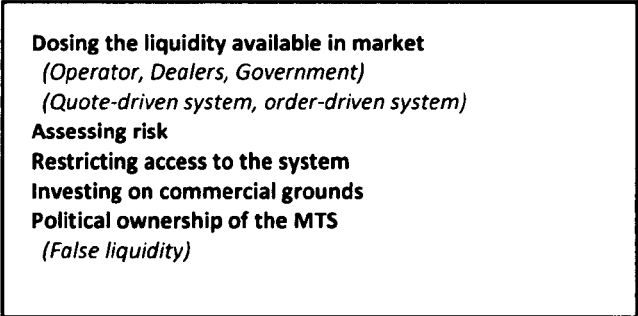 Dosing the liquidity available in market
(Operator, Dealers, Government)
(Quote-driven system, order-driven system)
Assessing risk
Restricting access to the system
Investing on commercial grounds
Political ownership of the MTS
(False liquidity)